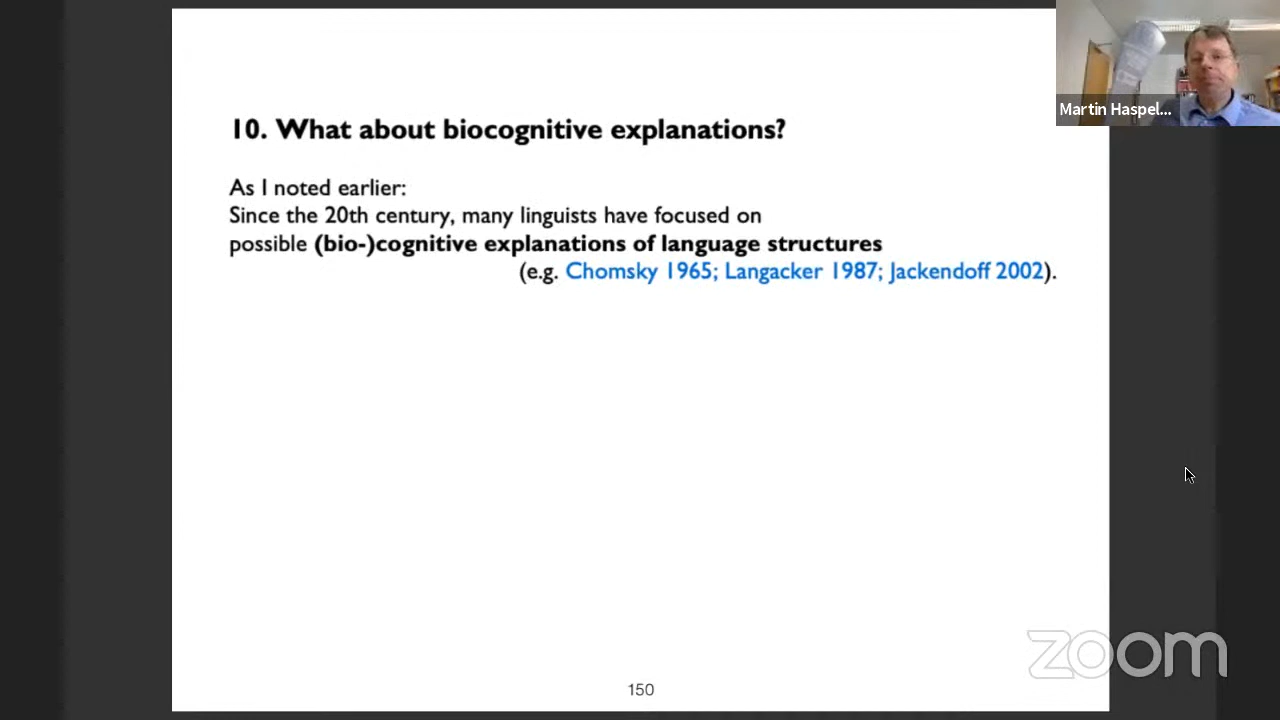 Martin Haspel...
10. What about biocognitive explanations?
As I noted earlier:
Since the 20th century, many linguists have focused on
possible (bio-)cognitive explanations of language structures
(e.g. Chomsky 1965; Langacker 1987; Jackendoff 2002).
zoom
150